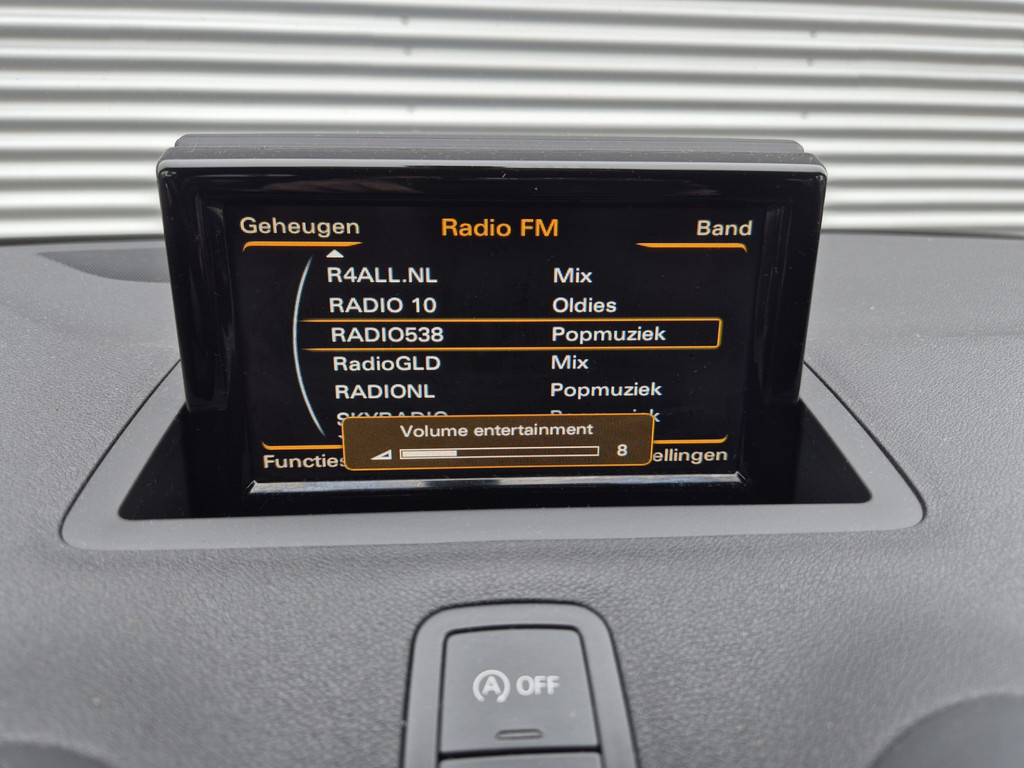 Geheugen Radio FM Band
R4ALL.NL Mix
RADIO 10 Oldies
RADIO538 Popmuziek
RadioGLD Mix
RADIONL Popmuziek
SKYRADIO
Volume entertainment
8
Functies ellingen
A OFF